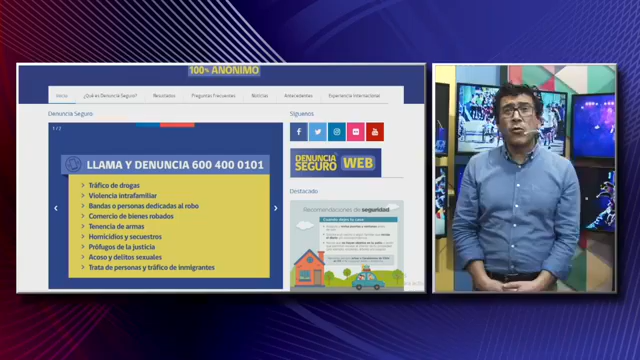 100% ANÓNIMO
Inicio
¿Qué es Denuncia Seguro?
Resultados
Preguntas Frecuentes
Noticias
Antecedentes
Experiencia Internacional
Denuncia Seguro
Síguenos
1 / 2
LLAMA Y DENUNCIA 600 400 0101
Tráfico de drogas
Violencia intrafamiliar
Bandas o personas dedicadas al robo
Comercio de bienes robados
Tenencia de armas
Homicidios y secuestros
Prófugos de la justicia
Acoso y delitos sexuales
Trata de personas y tráfico de inmigrantes
DENUNCIA
SEGURO WEB
Destacado
Recomendaciones de seguridad